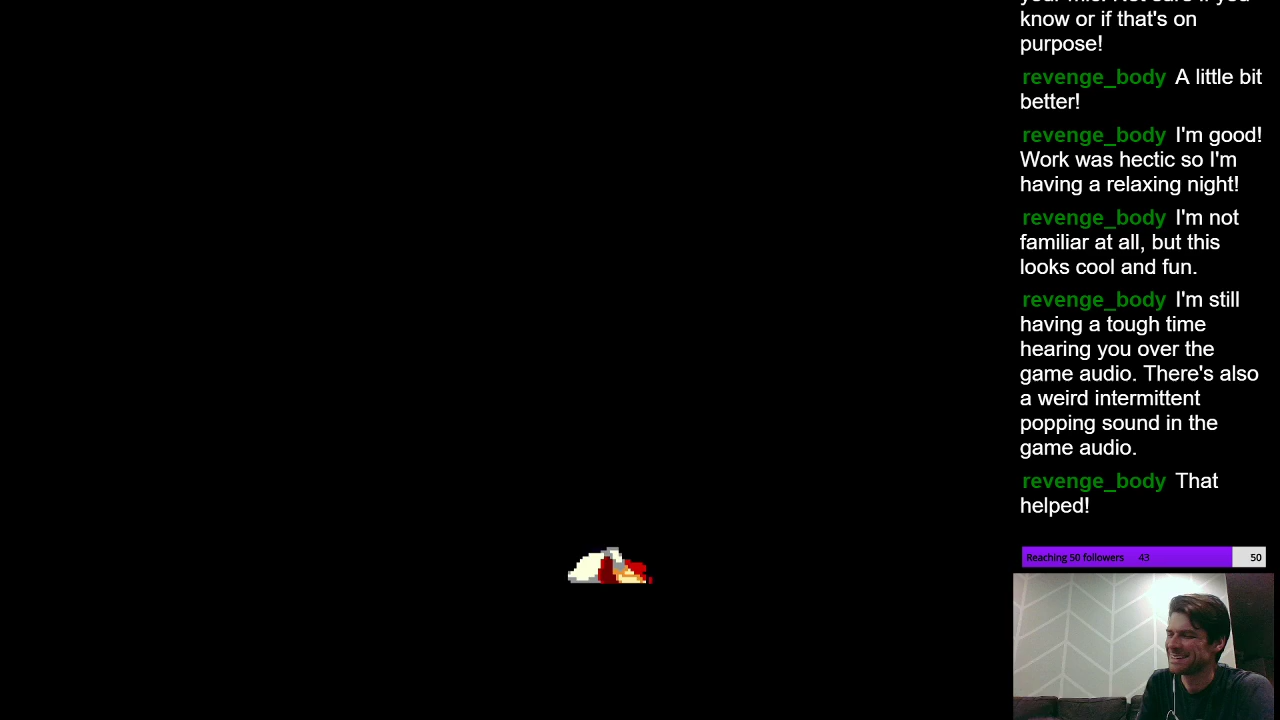 know or if that's on
purpose!
revenge_body A little bit
better!
revenge_body I'm good!
Work was hectic so I'm
having a relaxing night!
revenge_body I'm not
familiar at all, but this
looks cool and fun.
revenge_body I'm still
having a tough time
hearing you over the
game audio. There's also
a weird intermittent
popping sound in the
game audio.
revenge_body That
helped!
Reaching 50 followers 43 50